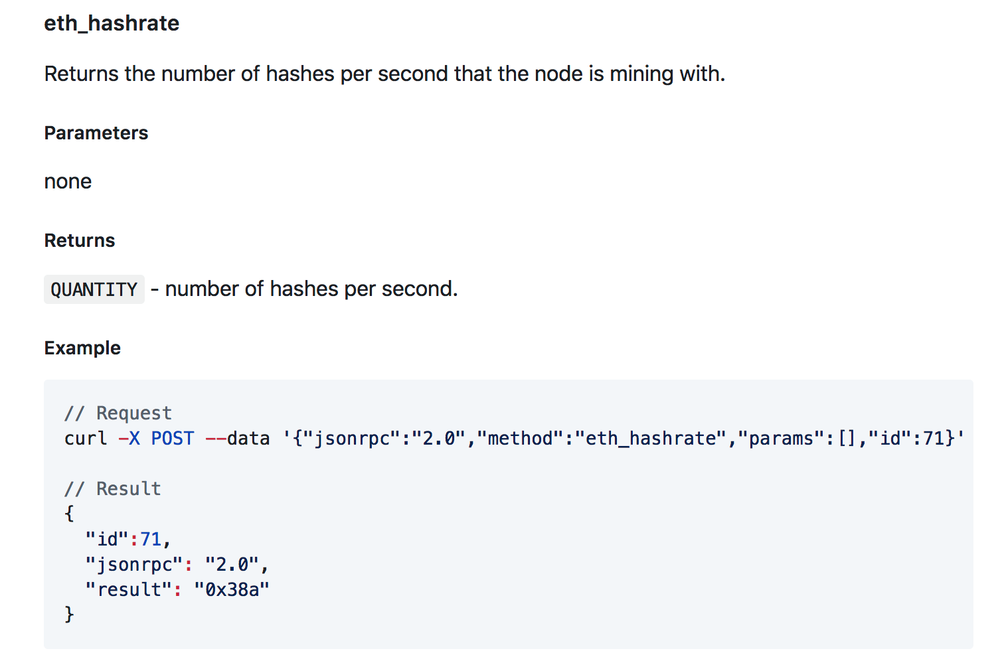 eth_hashrate
Returns the number of hashes per second that the node is mining with.
Parameters
none
Returns
QUANTITY - number of hashes per second.
Example
// Request
curl -X POST --data '{"jsonrpc":"2.0","method":"eth_hashrate","params":[],"id":71}'
// Result
{
  "id":71,
  "jsonrpc": "2.0",
  "result": "0x38a"
}